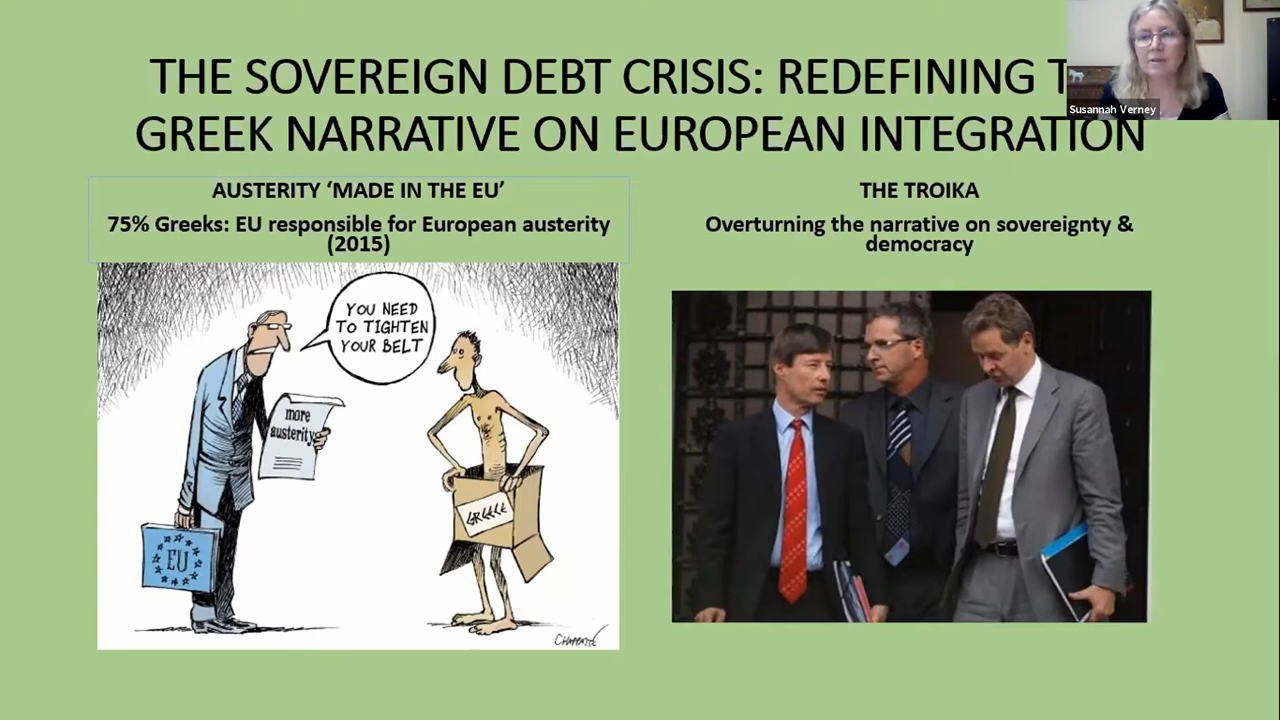 THE SOVEREIGN DEBT CRISIS: REDEFINING T
GREEK NARRATIVE ON EUROPEAN INTEGRATION
Susannah Verney
AUSTERITY ‘MADE IN THE EU’
75% Greeks: EU responsible for European austerity
(2015)
YOU NEED
TO TIGHTEN
YOUR BELT
more
austerity
GREECE
EU
CHAPPATTE
THE TROIKA
Overturning the narrative on sovereignty &
democracy